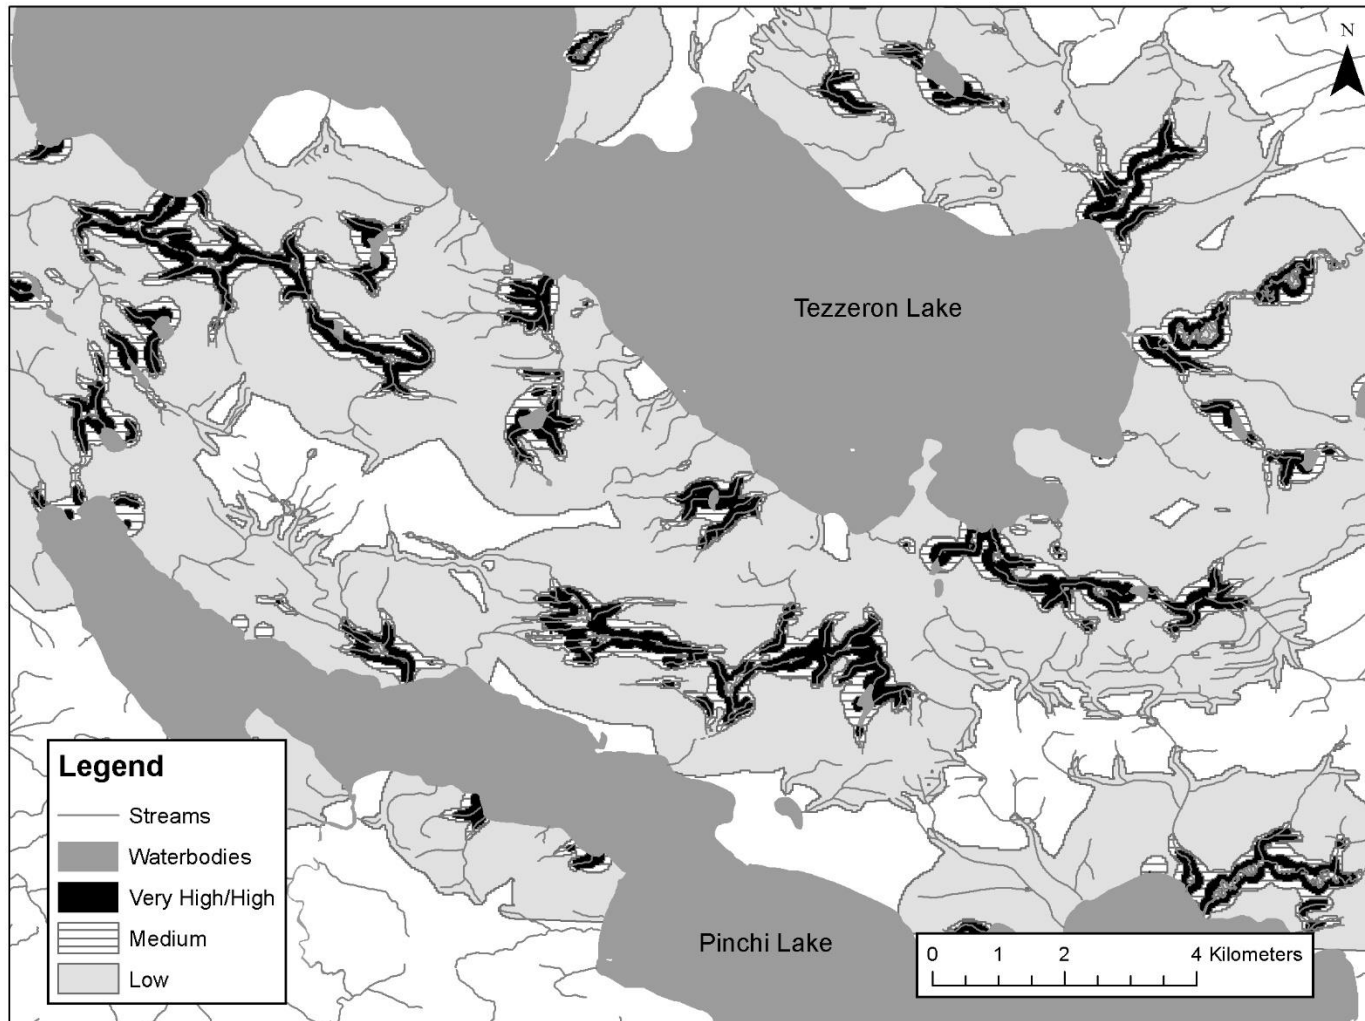 N
Tezzeron Lake
Legend
Streams
Waterbodies
Very High/High
Medium
Low
Pinchi Lake
0 1 2 4 Kilometers